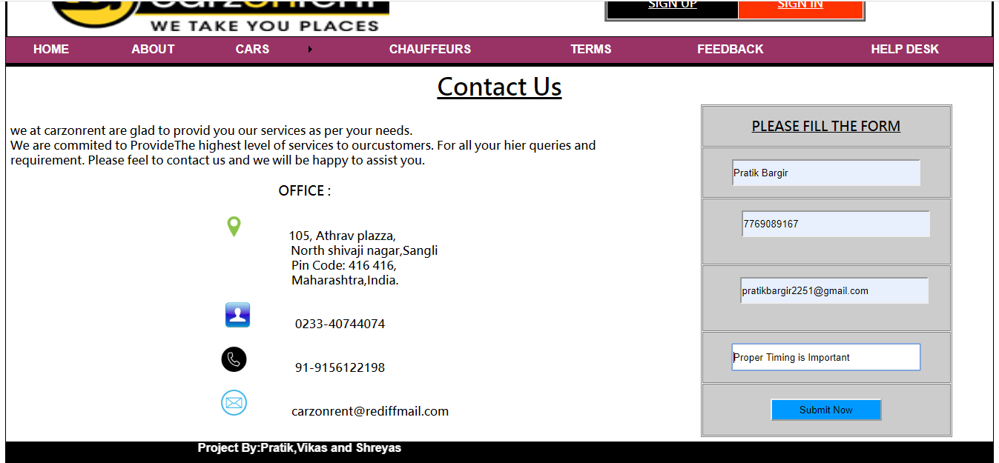 carzonrent
WE TAKE YOU PLACES
SIGN UP
SIGN IN
HOME
ABOUT
CARS
CHAUFFEURS
TERMS
FEEDBACK
HELP DESK
Contact Us
we at carzonrent are glad to provid you our services as per your needs.
We are commited to ProvideThe highest level of services to ourcustomers. For all your hier queries and
requirement. Please feel to contact us and we will be happy to assist you.
OFFICE :
105, Athrav plazza,
North shivaji nagar,Sangli
Pin Code: 416 416,
Maharashtra,India.
0233-40744074
91-9156122198
carzonrent@rediffmail.com
PLEASE FILL THE FORM
Pratik Bargir
7769089167
pratikbargir2251@gmail.com
Proper Timing is Important
Submit Now
Project By:Pratik,Vikas and Shreyas